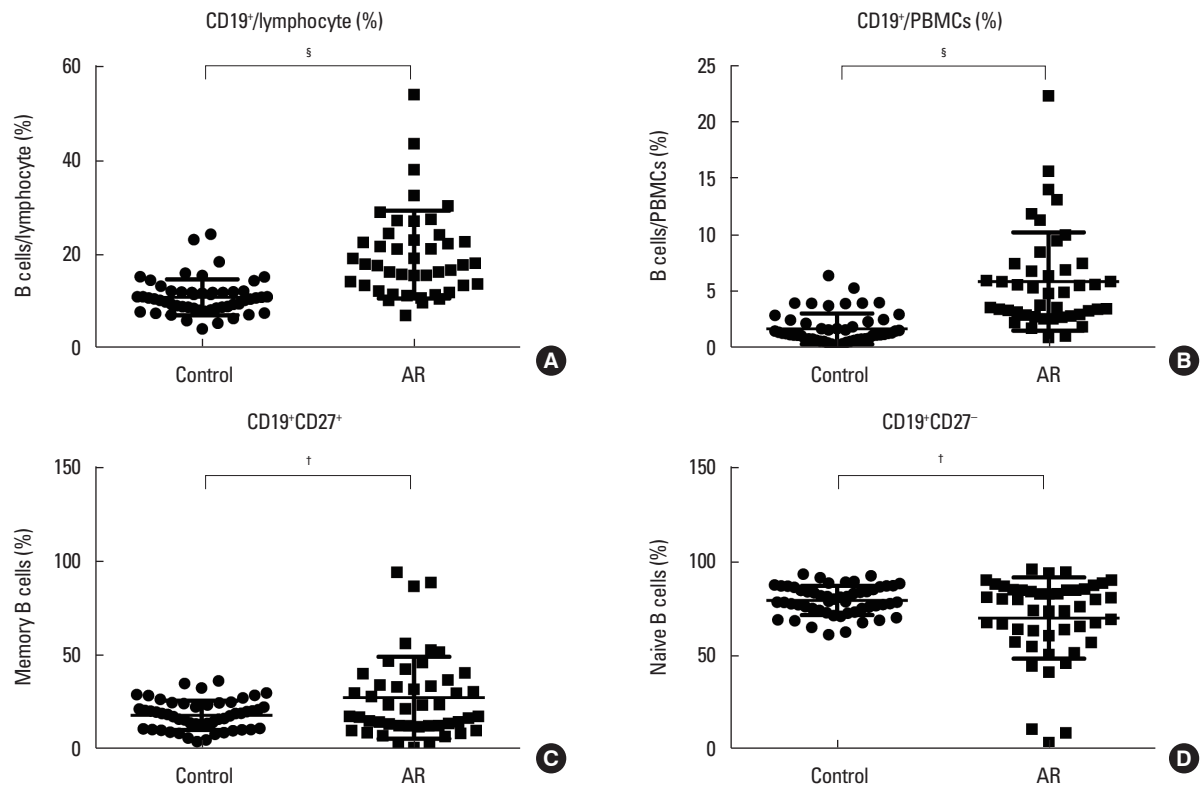 CD19⁺/lymphocyte (%)
§
B cells/lymphocyte (%)
60
40
20
0
Control
AR
A
CD19⁺/PBMCs (%)
§
B cells/PBMCs (%)
25
20
15
10
5
0
Control
AR
B
CD19⁺CD27⁺
†
Memory B cells (%)
150
100
50
0
Control
AR
C
CD19⁺CD27⁻
†
Naive B cells (%)
150
100
50
0
Control
AR
D